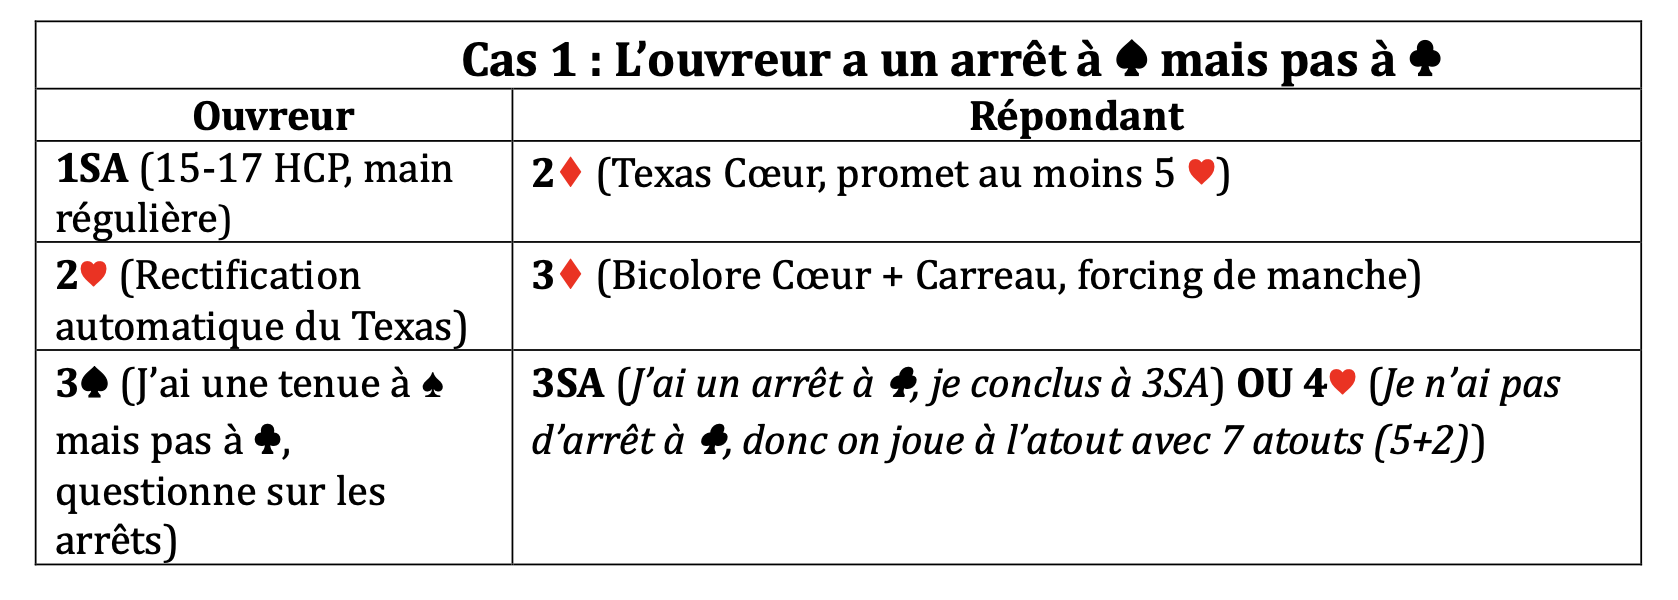 Cas 1 : L’ouvreur a un arrêt à ♠ mais pas à ♣
Ouvreur
Répondant
1SA (15-17 HCP, main
régulière)
2♦ (Texas Cœur, promet au moins 5 ♥)
2♥ (Rectification
automatique du Texas)
3♦ (Bicolore Cœur + Carreau, forcing de manche)
3♠ (J’ai une tenue à ♠
mais pas à ♣,
questionne sur les
arrêts)
3SA (J’ai un arrêt à ♣, je conclus à 3SA) OU 4♥ (Je n’ai pas
d’arrêt à ♣, donc on joue à l’atout avec 7 atouts (5+2))